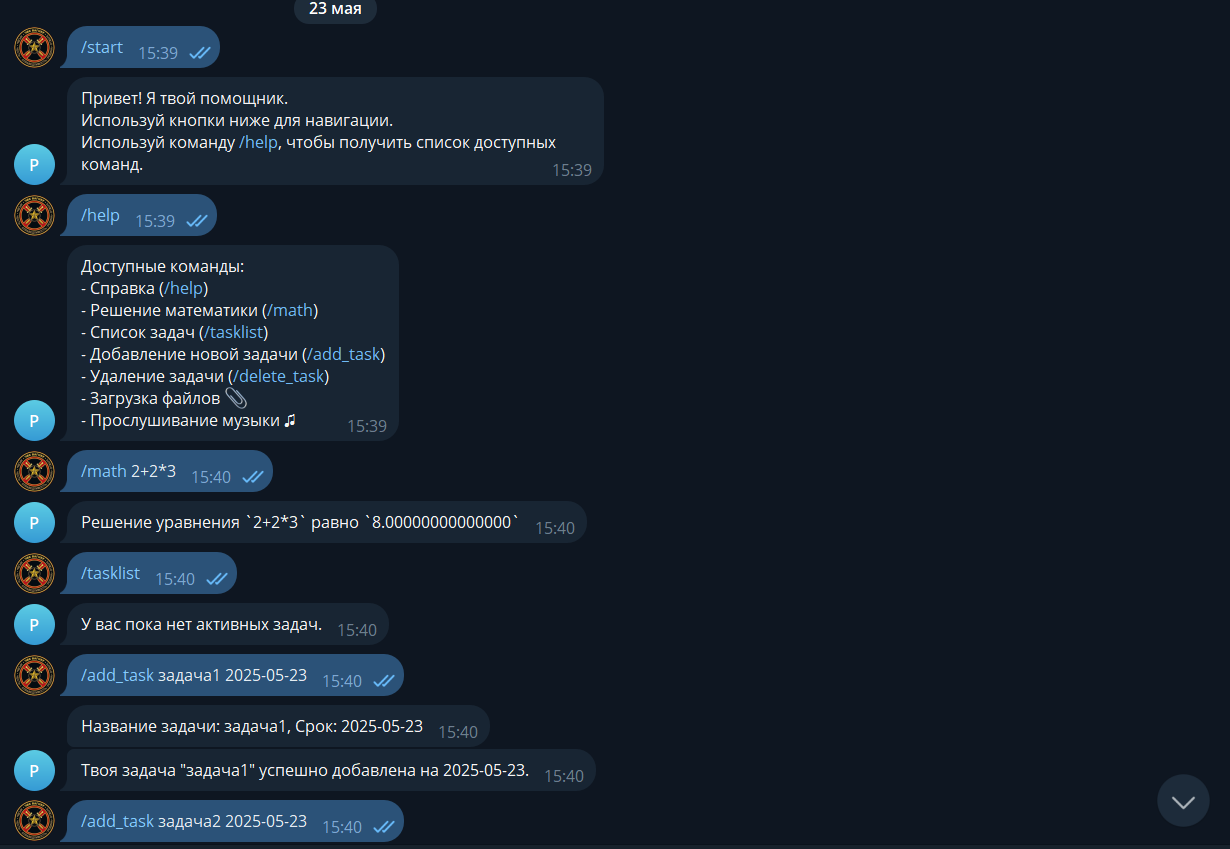 23 мая
/start 15:39
Привет! Я твой помощник.
Используй кнопки ниже для навигации.
Используй команду /help, чтобы получить список доступных
команд.
15:39
P
/help 15:39
Доступные команды:
- Справка (/help)
- Решение математики (/math)
- Список задач (/tasklist)
- Добавление новой задачи (/add_task)
- Удаление задачи (/delete_task)
- Загрузка файлов 📎
- Прослушивание музыки ♫ 15:39
P
/math 2+2*3 15:40
P Решение уравнения `2+2*3` равно `8.00000000000000` 15:40
/tasklist 15:40
P У вас пока нет активных задач. 15:40
/add_task задача1 2025-05-23 15:40
Название задачи: задача1, Срок: 2025-05-23 15:40
P Твоя задача "задача1" успешно добавлена на 2025-05-23. 15:40
/add_task задача2 2025-05-23 15:40